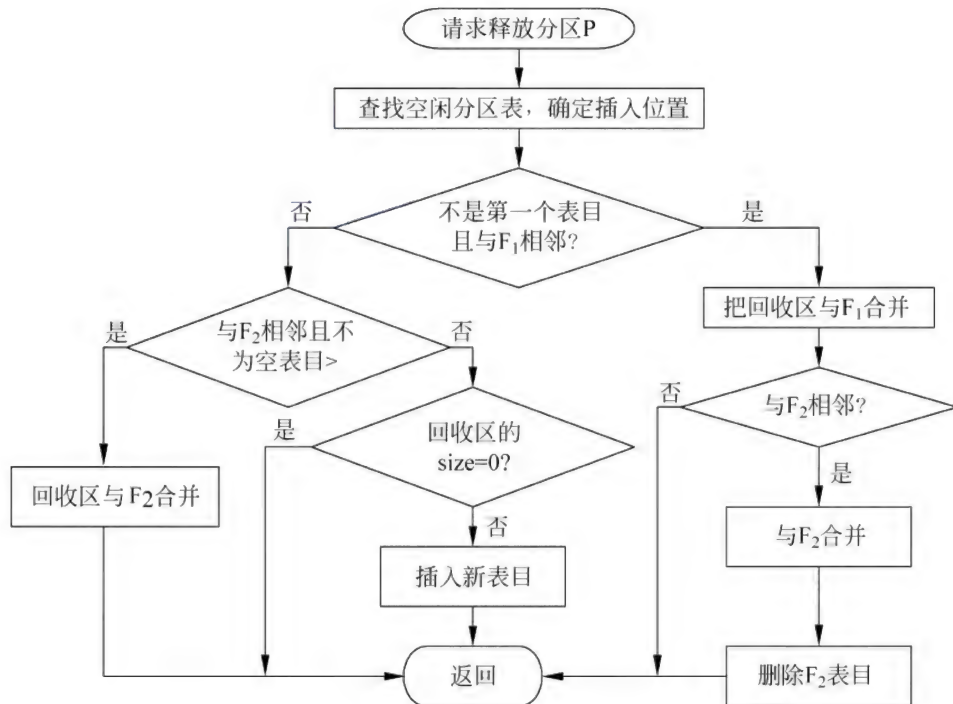 请求释放分区P
查找空闲分区表，确定插入位置
不是第一个表目
且与F₁相邻?
否
是
与F₂相邻且不
为空表目>
是
否
把回收区与F₁合并
回收区的
size=0?
是
否
与F₂相邻?
否
是
回收区与F2合并
插入新表目
与F₂合并
返回
删除F₂表目